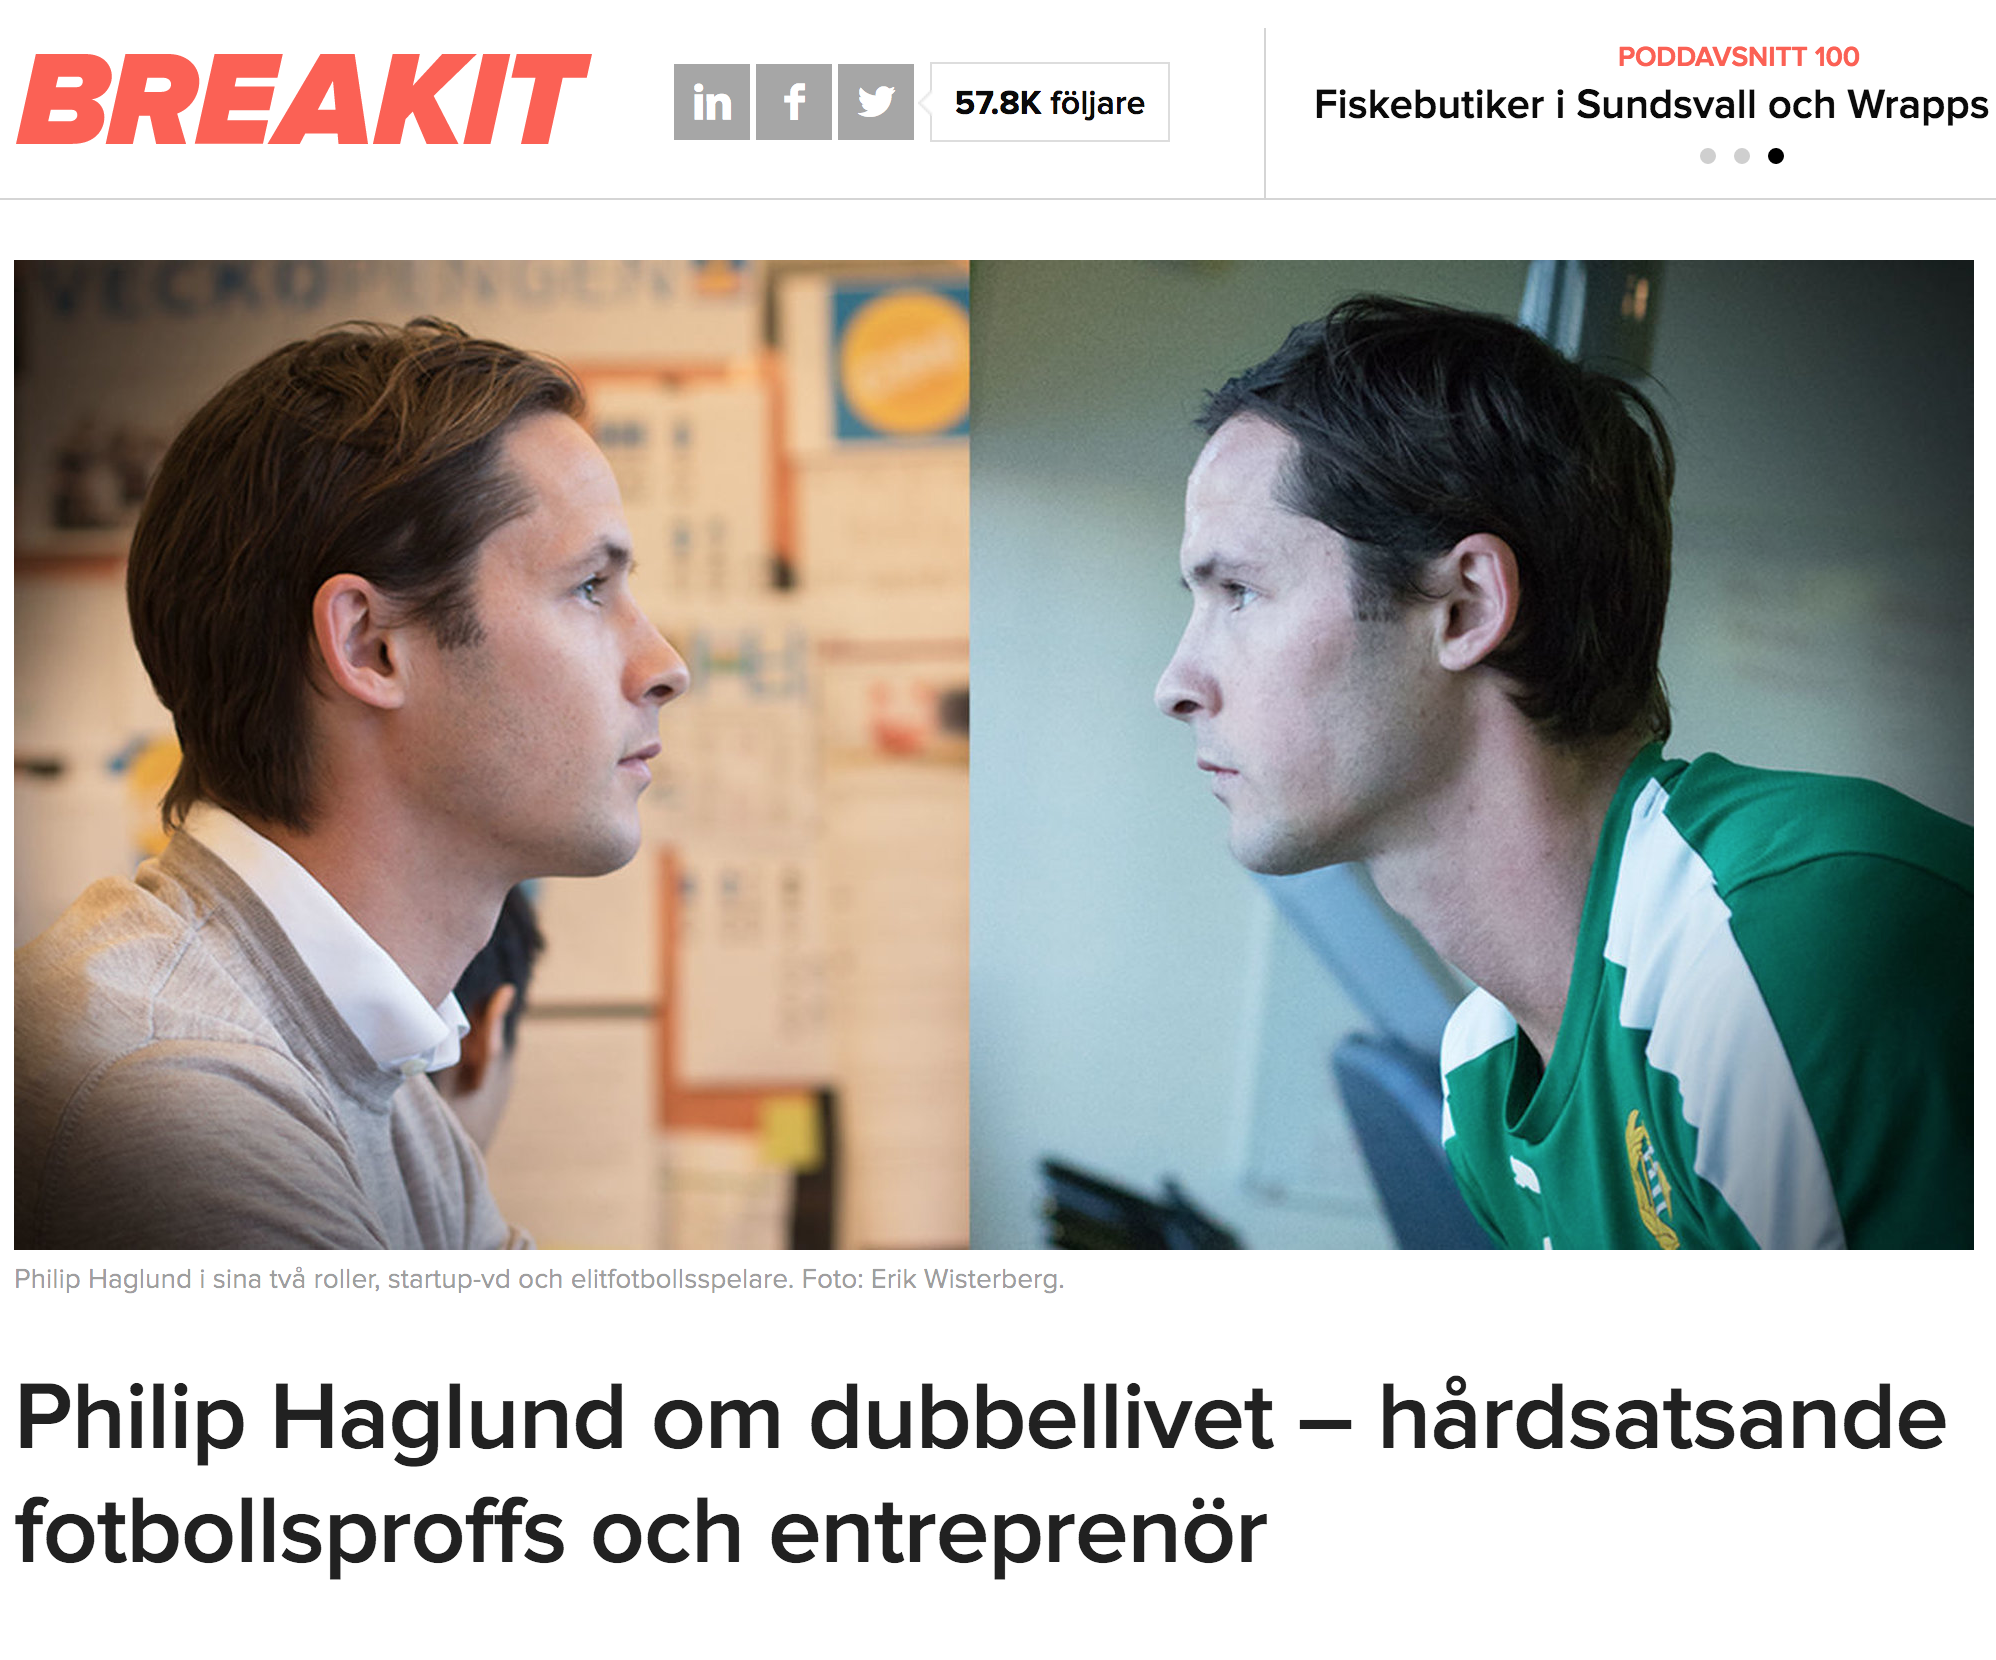 BREAKIT
in f 57.8K följare
PODDAVSNITT 100
Fiskebutiker i Sundsvall och Wrapps
VECKOPENGEN
Philip Haglund i sina två roller, startup-vd och elitfotbollsspelare. Foto: Erik Wisterberg.
Philip Haglund om dubbellivet – hårdsatsande
fotbollsproffs och entreprenör